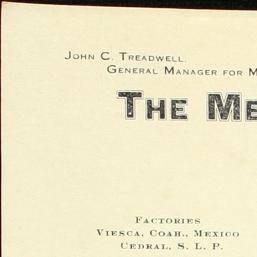 John C. Treadwell,
General Manager for M
The Me
Factories
Viesca, Coah., Mexico
Cedral, S. L. P.